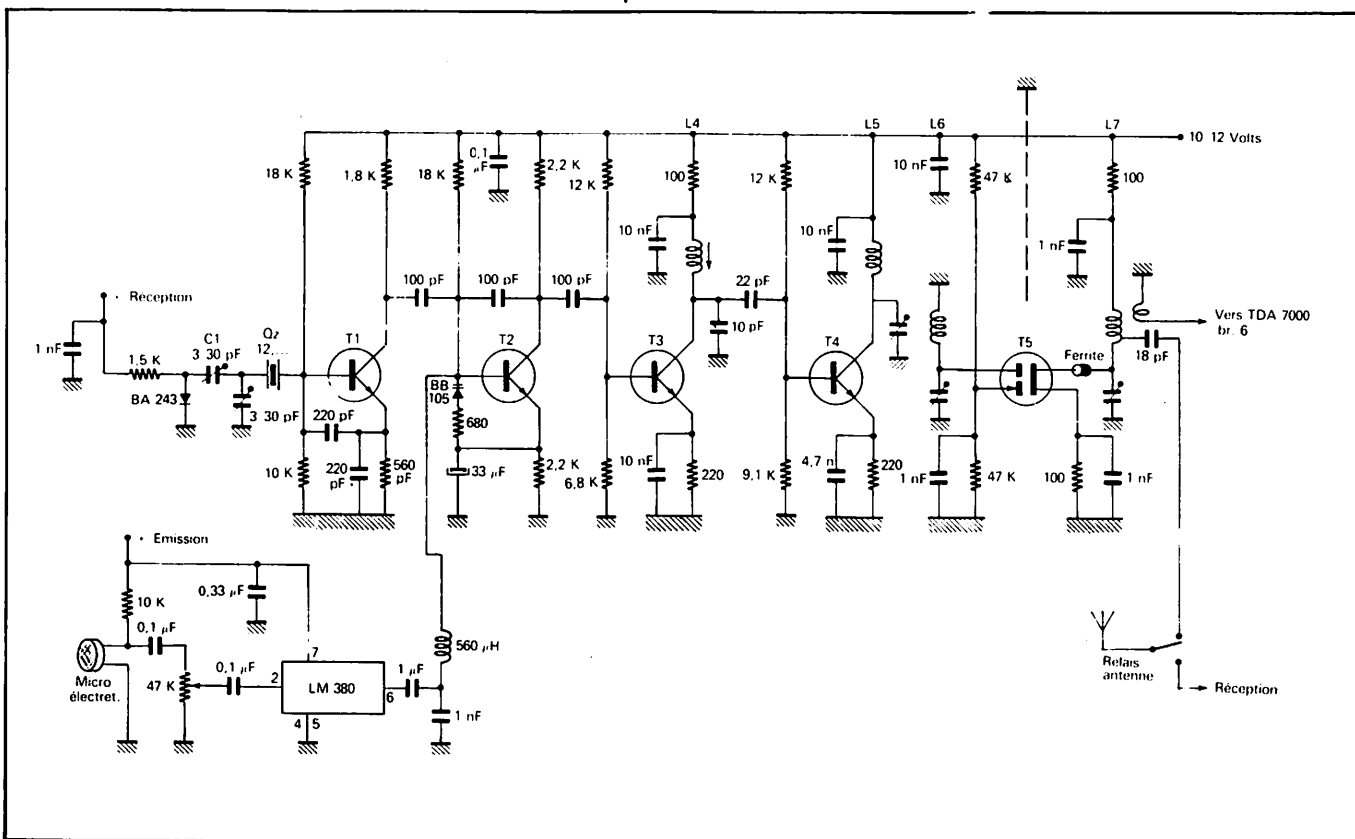 L4
L5
L6
L7
10 12 Volts
18 K
1,8 K
18 K
0,1 µF
2,2 K
12 K
100
12 K
10 nF
47 K
100
10 nF
10 nF
1 nF
+ Réception
100 pF
100 pF
100 pF
22 pF
10 pF
Vers TDA 7000
br. 6
18 pF
1 nF
1,5 K
C1
3 30 pF
Qz
12, ....
T1
T2
T3
T4
T5
Ferrite
BA 243
3 30 pF
BB
105
680
220 pF
10 K
220
pF
560
pF
33 µF
2,2 K
6,8 K
10 nF
220
9,1 K
4,7 n
220
1 nF
47 K
100
1 nF
+ Emission
10 K
0,33 µF
0,1 µF
Micro
électret.
47 K
0,1 µF
2
7
LM 380
4
5
6
1 µF
560 µH
1 nF
Relais
antenne
Réception